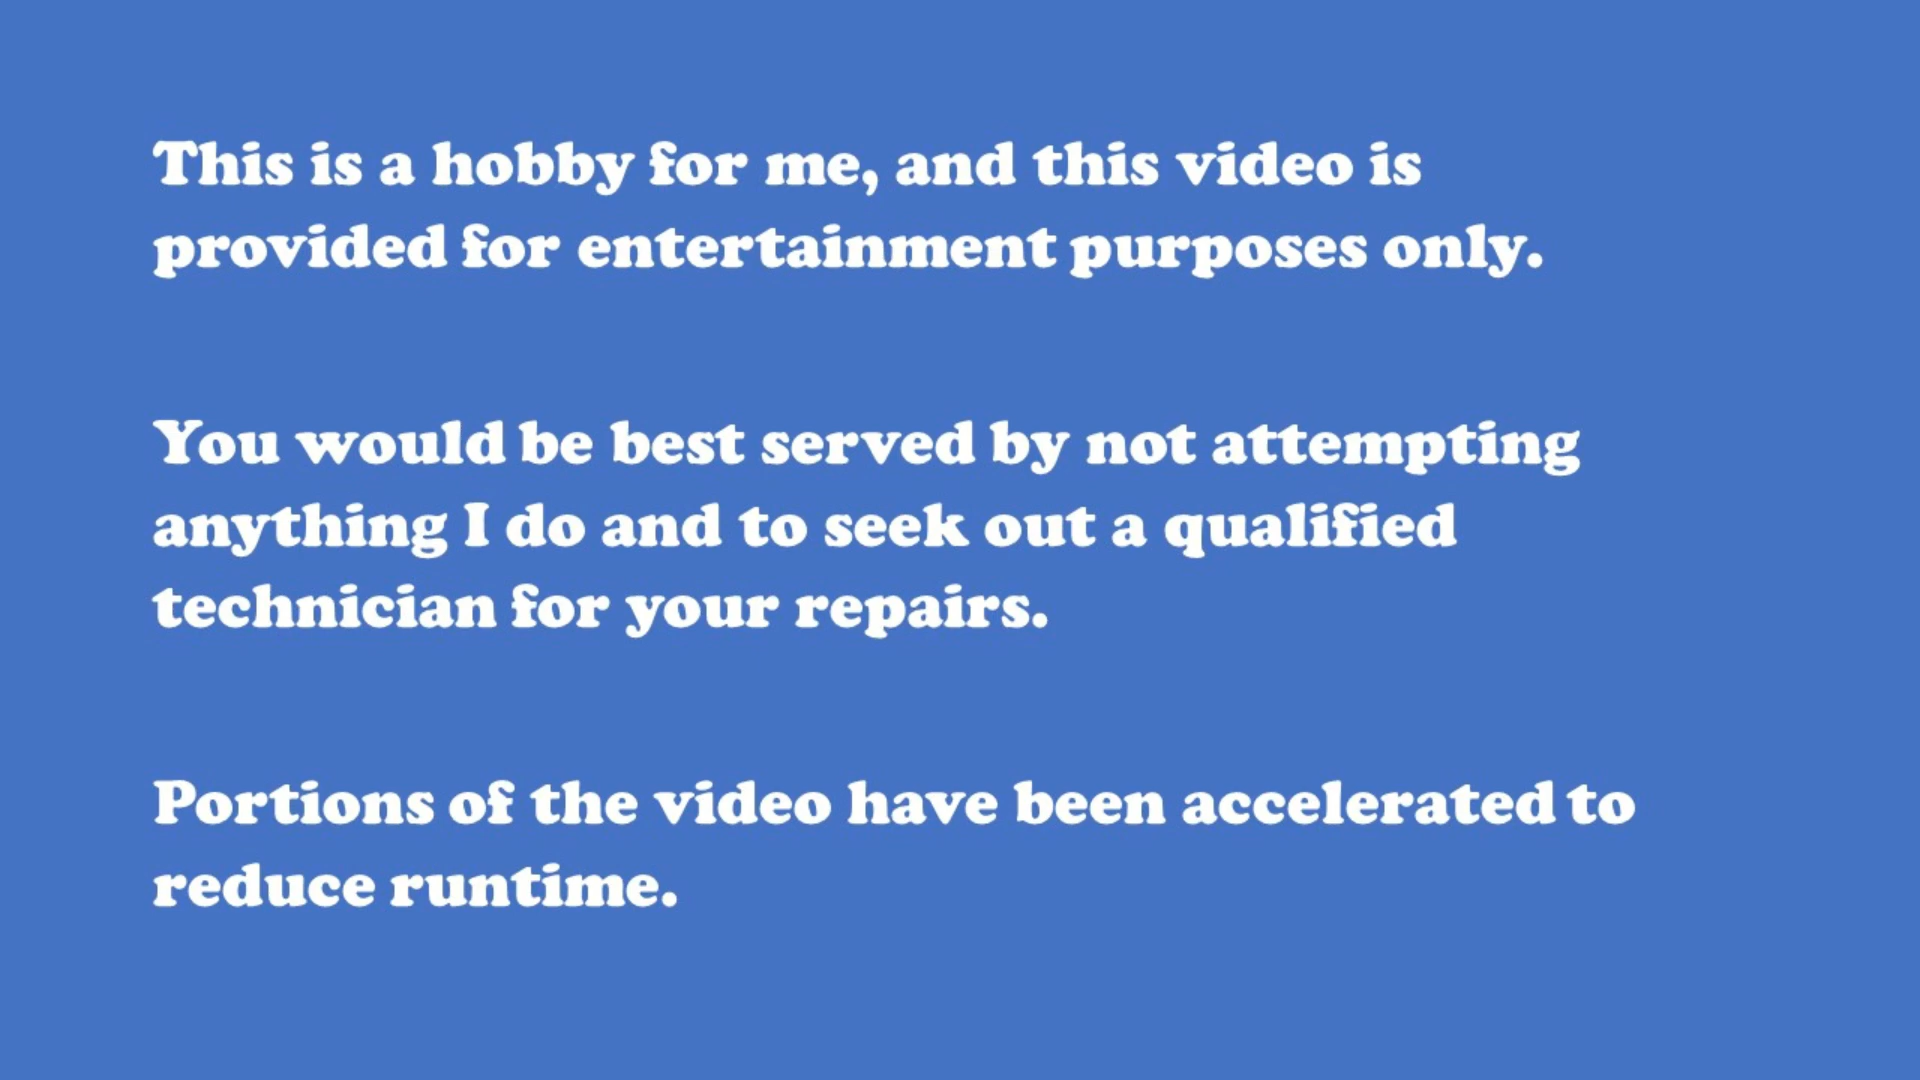 This is a hobby for me, and this video is
provided for entertainment purposes only.
You would be best served by not attempting
anything I do and to seek out a qualified
technician for your repairs.
Portions of the video have been accelerated to
reduce runtime.